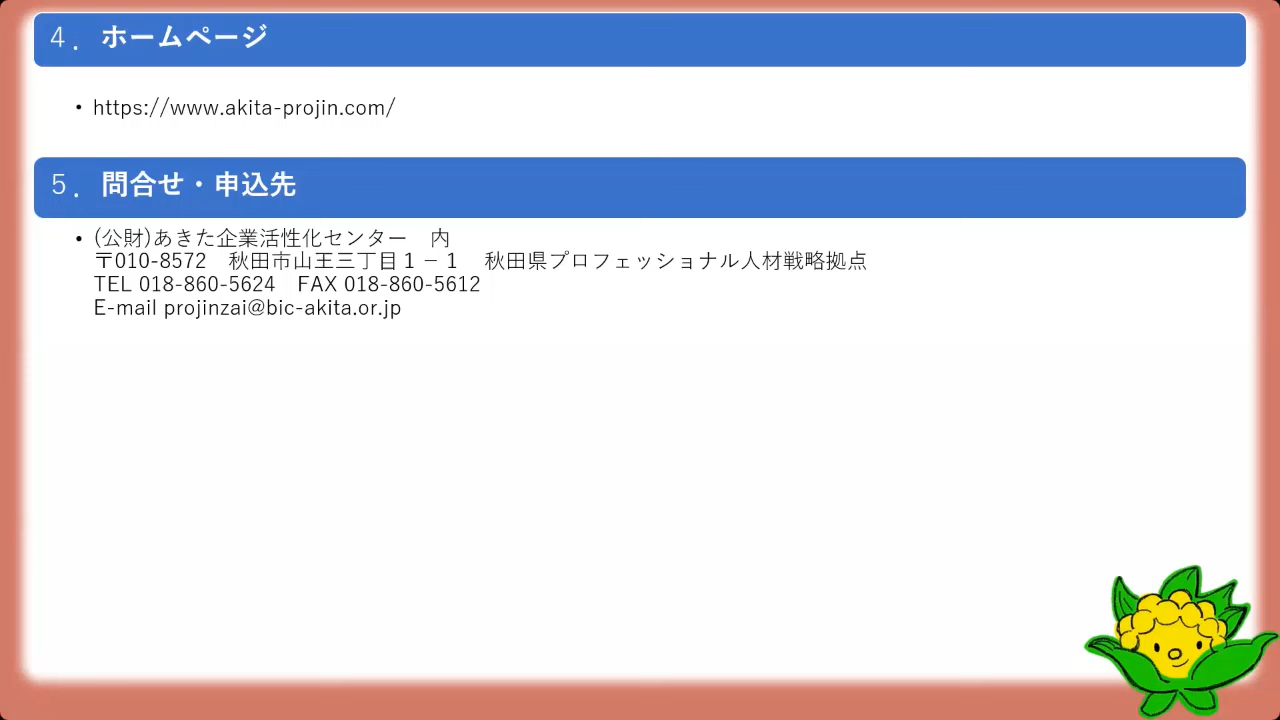 ４．ホームページ
• https://www.akita-projin.com/
５．問合せ・申込先
• (公財)あきた企業活性化センター　内
〒010-8572　秋田市山王三丁目１－１　秋田県プロフェッショナル人材戦略拠点
TEL 018-860-5624　FAX 018-860-5612
E-mail projinzai@bic-akita.or.jp